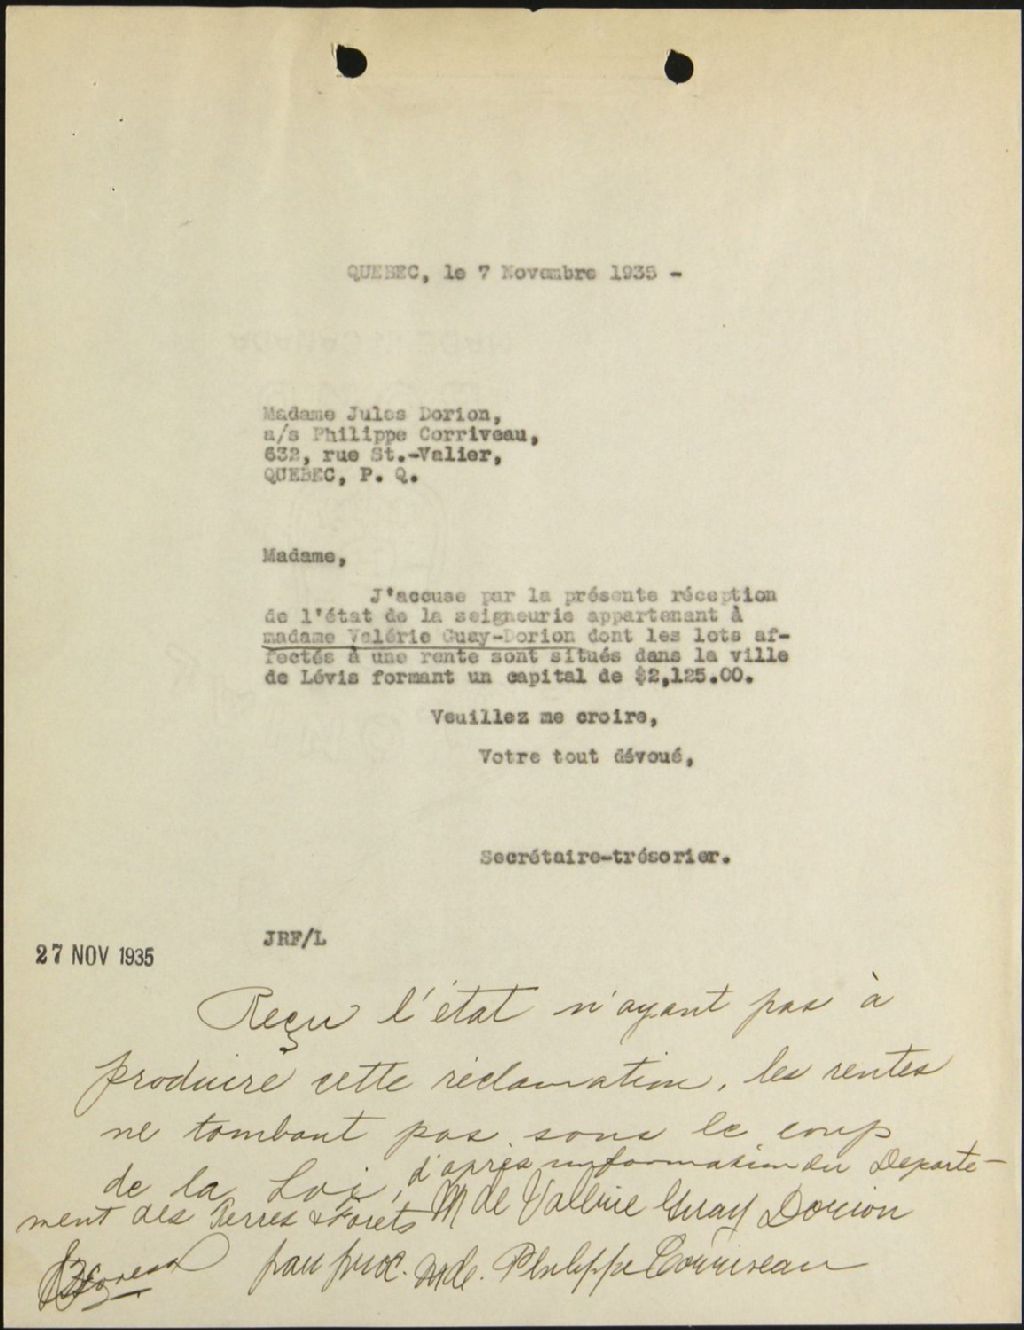 QUEBEC, le 7 Novembre 1935 -
Madame Jules Dorion,
a/s Philippe Corriveau,
632, rue St.-Valier,
QUEBEC, P. Q.
Madame,
J'accuse par la présente réception
de l'état de la seigneurie appartenant à
madame Valérie Guay-Dorion dont les lots af-
fectés à une rente sont situés dans la ville
de Lévis formant un capital de $2,125.00.
Veuillez me croire,
Votre tout dévoué,
Secrétaire-trésorier.
JRF/L
27 NOV 1935
Reçu l'état n'ayant pas à
produire cette réclamation, les rentes
ne tombant pas sous le coup
de la Loi, d'après information du Departe-
ment des Terres & Forets
Mde Vallérie Guay Dorion
par proc. Mde. Philippe Corriveau